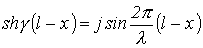 shγ(l − x) = j sin 2π/λ (l − x)